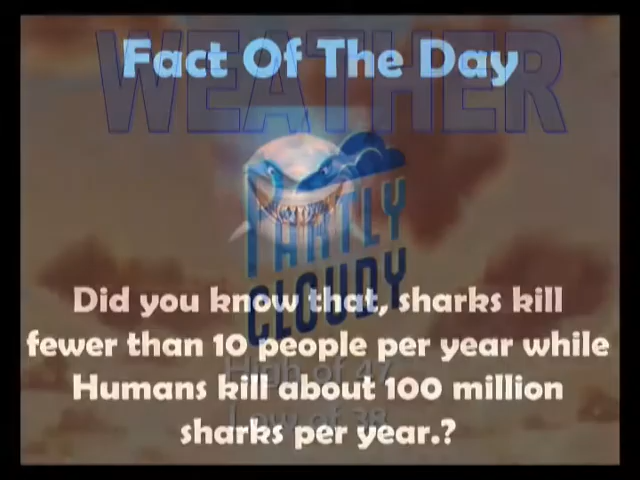 WEATHER
Fact Of The Day
PARTLY
CLOUDY
Did you know that, sharks kill
fewer than 10 people per year while
High of 47
Humans kill about 100 million
Low of 38
sharks per year.?